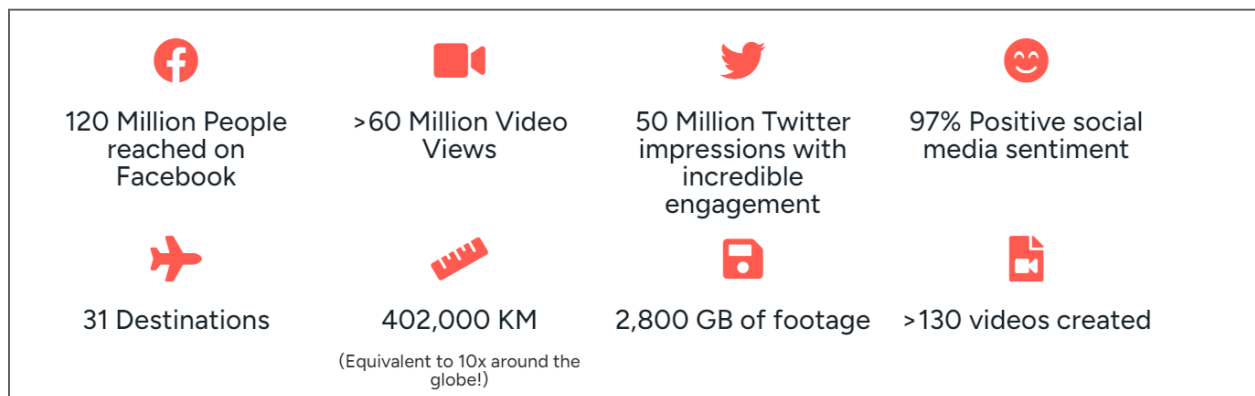 120 Million People
reached on
Facebook
>60 Million Video
Views
50 Million Twitter
impressions with
incredible
engagement
97% Positive social
media sentiment
31 Destinations
402,000 KM
(Equivalent to 10x around the
globe!)
2,800 GB of footage
>130 videos created